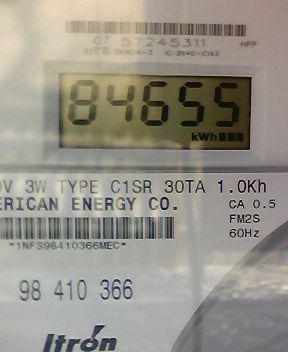 07 57245311 HPP
84655
kWh
0V 3W TYPE C1SR 30TA 1.0Kh
ERICAN ENERGY CO. CA 0.5
FM2S
*1NFS98410366MEC* 60Hz
98 410 366
Itron